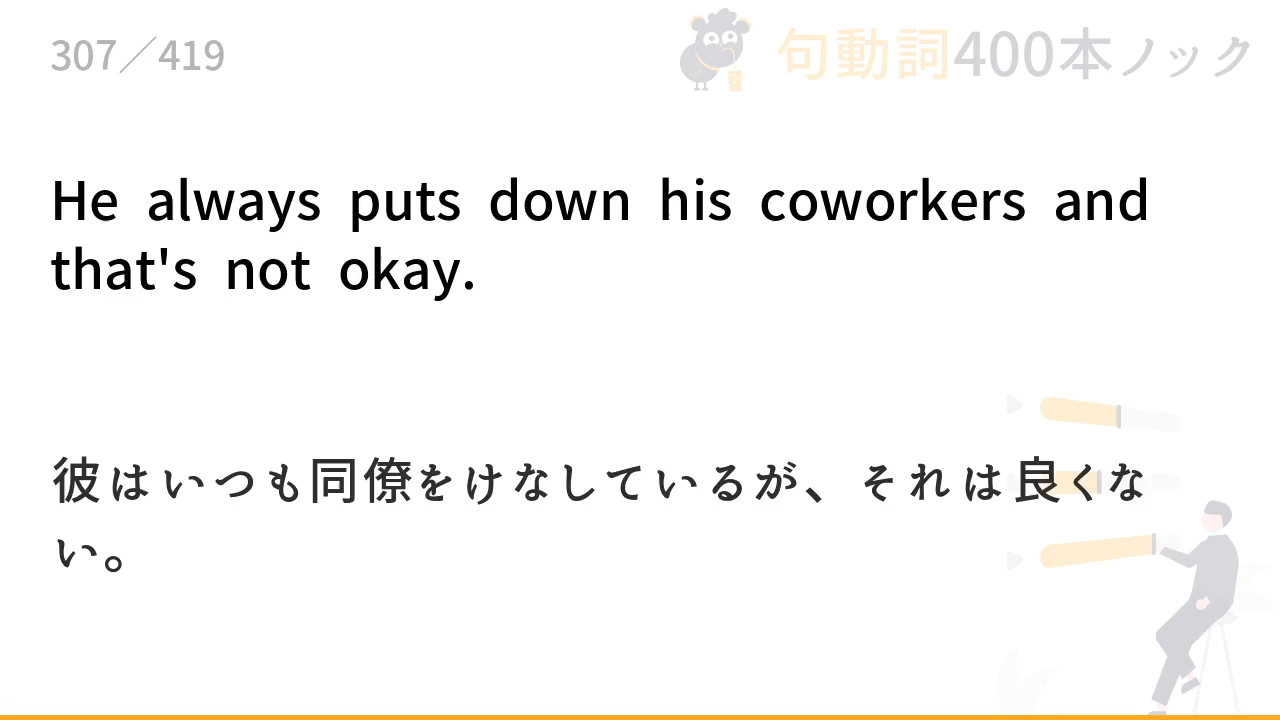 307／419
句動詞400本ノック
He always puts down his coworkers and
that's not okay.
彼はいつも同僚をけなしているが、それは良くな
い。